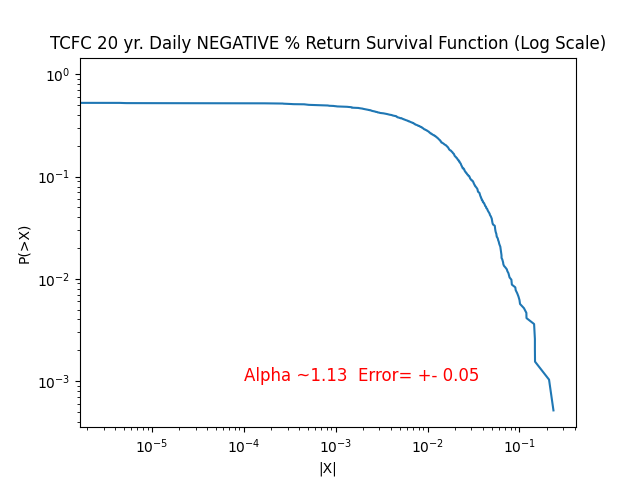 TCFC 20 yr. Daily NEGATIVE % Return Survival Function (Log Scale)
10⁰
10⁻¹
10⁻²
10⁻³
P(>X)
Alpha ~1.13  Error= +- 0.05
10⁻⁵ 10⁻⁴ 10⁻³ 10⁻² 10⁻¹
|X|